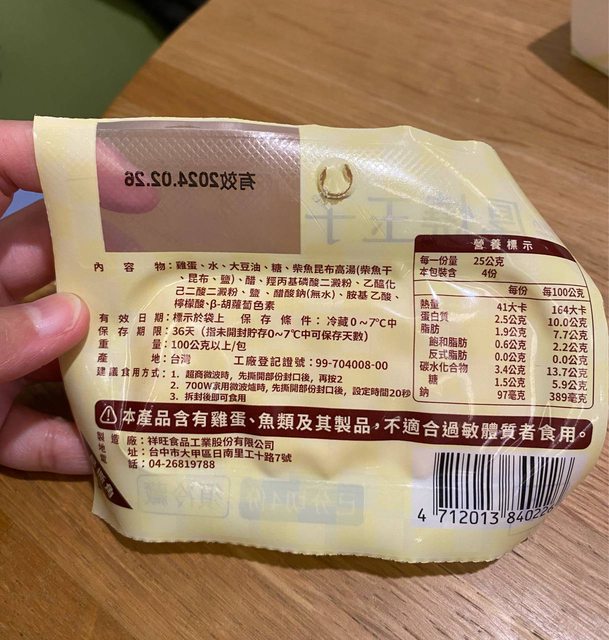 有效2024.02.26
內容物：雞蛋、水、大豆油、糖、柴魚昆布高湯(柴魚干
、昆布、鹽)、醋、羥丙基磷酸二澱粉、乙醯化
己二酸二澱粉、鹽、醋酸鈉(無水)、胺基乙酸、
檸檬酸、β-胡蘿蔔色素
有效日期：標示於袋上 保存條件：冷藏0~7℃中
保存期限：36天（指未開封貯存0~7℃中可保存天數）
重量：100公克以上/包
產地：台灣 工廠登記證號：99-704008-00
建議食用方式：1. 超商微波時，先撕開部份封口後，再按2
2. 700W家用微波爐時，先撕開部份封口後，設定時間20秒
3. 拆封後即可食用
營養標示
每一份量 25公克
本包裝含 4份
每份 每100公克
熱量 41大卡 164大卡
蛋白質 2.5公克 10.0公克
脂肪 1.9公克 7.7公克
飽和脂肪 0.6公克 2.2公克
反式脂肪 0.0公克 0.0公克
碳水化合物 3.4公克 13.7公克
糖 1.5公克 5.9公克
鈉 97毫克 389毫克
本產品含有雞蛋、魚類及其製品，不適合過敏體質者食用。
製造廠：祥旺食品工業股份有限公司
地址：台中市大甲區日南里工十路7號
電話：04-26819788
須冷藏
已分切4份
4 712013 84022